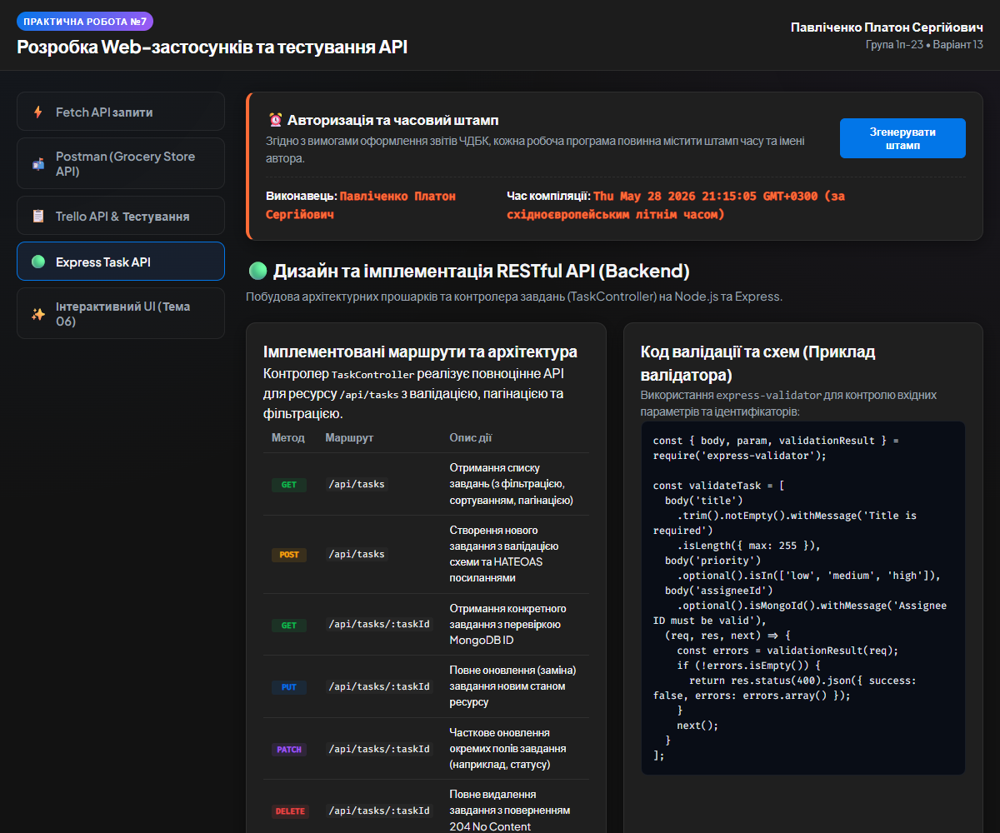 ПРАКТИЧНА РОБОТА №7
Розробка Web-застосунків та тестування API
Павліченко Платон Сергійович
Група 1п-23 • Варіант 13
Fetch API запити
Postman (Grocery Store
API)
Trello API & Тестування
Express Task API
Інтерактивний UI (Тема
06)
Авторизація та часовий штамп
Згідно з вимогами оформлення звітів ЧДБК, кожна робоча програма повинна містити штамп часу та імені
автора.
Згенерувати
штамп
Виконавець: Павліченко Платон
Сергійович
Час компіляції: Thu May 28 2026 21:15:05 GMT+0300 (за
східноєвропейським літнім часом)
Дизайн та імплементація RESTful API (Backend)
Побудова архітектурних прошарків та контролера завдань (TaskController) на Node.js та Express.
Імплементовані маршрути та архітектура
Контролер TaskController реалізує повноцінне API
для ресурсу /api/tasks з валідацією, пагінацією та
фільтрацією.
Метод Маршрут Опис дії
GET /api/tasks Отримання списку
завдань (з фільтрацією,
сортуванням, пагінацією)
POST /api/tasks Створення нового
завдання з валідацією
схеми та HATEOAS
посиланнями
GET /api/tasks/:taskId Отримання конкретного
завдання з перевіркою
MongoDB ID
PUT /api/tasks/:taskId Повне оновлення (заміна)
завдання новим станом
ресурсу
PATCH /api/tasks/:taskId Часткове оновлення
окремих полів завдання
(наприклад, статусу)
DELETE /api/tasks/:taskId Повне видалення
завдання з поверненням
204 No Content
Код валідації та схем (Приклад
валідатора)
Використання express-validator для контролю вхідних
параметрів та ідентифікаторів:
const { body, param, validationResult } =
require('express-validator');
const validateTask = [
body('title')
.trim().notEmpty().withMessage('Title is
required')
.isLength({ max: 255 }),
body('priority')
.optional().isIn(['low', 'medium', 'high']),
body('assigneeId')
.optional().isMongoId().withMessage('Assignee
ID must be valid'),
(req, res, next) => {
const errors = validationResult(req);
if (!errors.isEmpty()) {
return res.status(400).json({ success:
false, errors: errors.array() });
}
next();
}
];